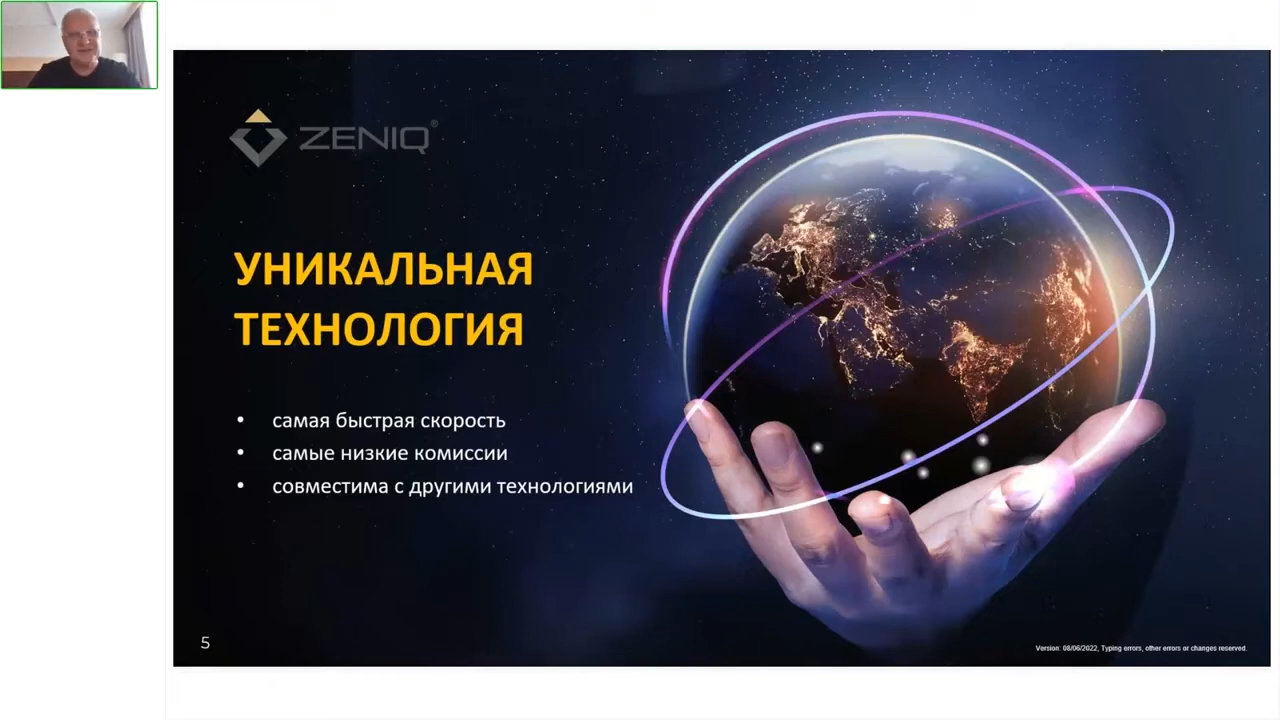 ZENIQ®
УНИКАЛЬНАЯ
ТЕХНОЛОГИЯ
• самая быстрая скорость
• самые низкие комиссии
• совместима с другими технологиями
5
Version: 08/06/2022, Typing errors, other errors or changes reserved.